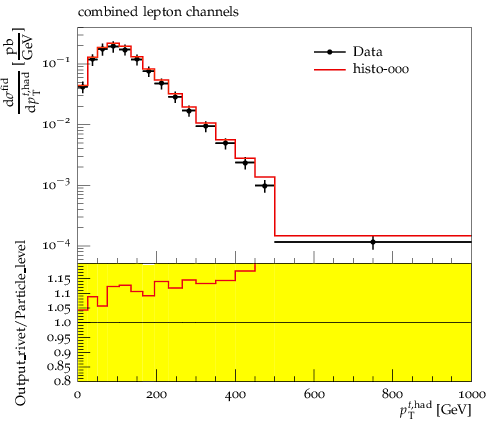 combined lepton channels
dσ^fid / dp_T^t,had [pb / GeV]
Data
histo-000
10⁻¹
10⁻²
10⁻³
10⁻⁴
Output_rivet/Particle_level
1.15
1.1
1.05
1.0
0.95
0.9
0.85
0.8
0 200 400 600 800 1000
p_T^t,had [GeV]